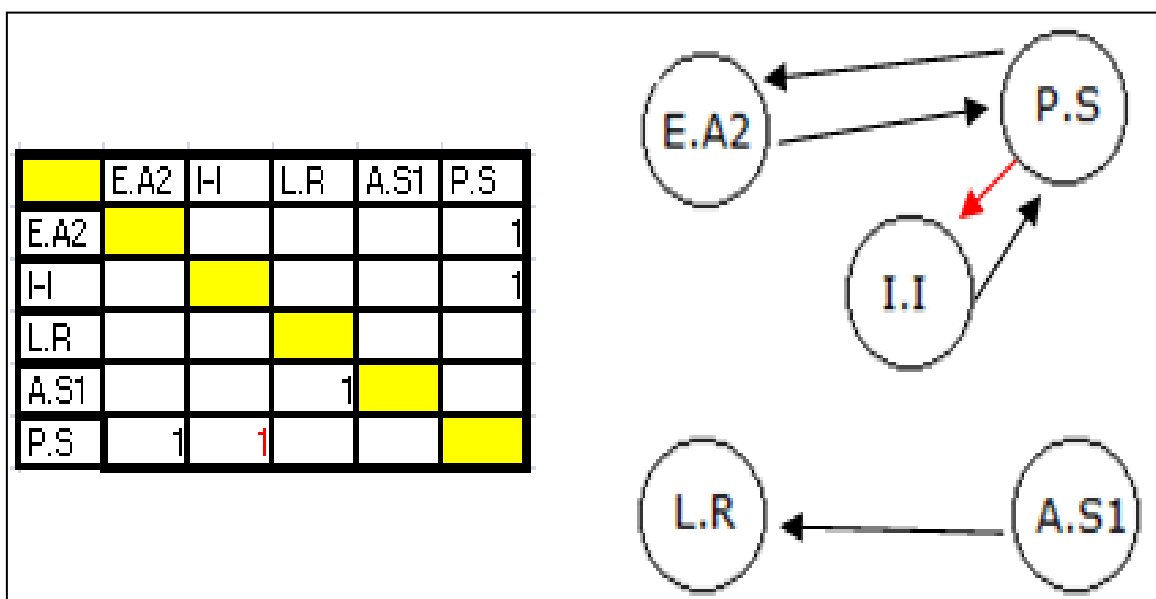 E.A2 I-I L.R A.S1 P.S
E.A2 1
I-I 1
L.R
A.S1 1
P.S 1 1
E.A2
P.S
I.I
L.R
A.S1